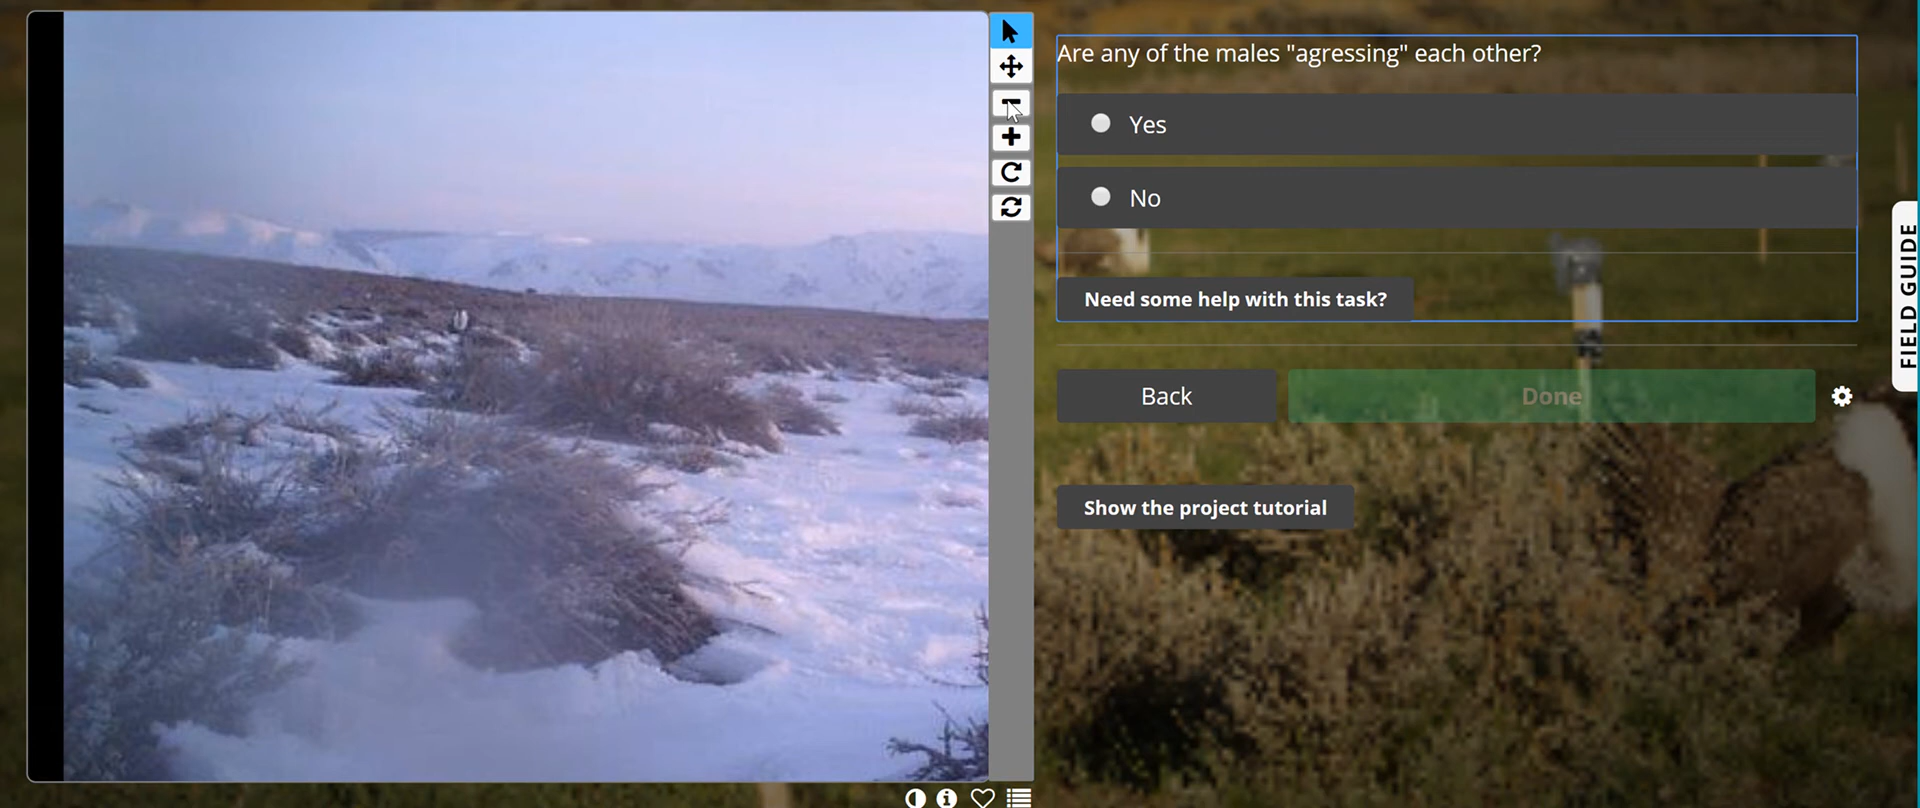 Are any of the males "agressing" each other?
Yes
No
Need some help with this task?
Back
Done
Show the project tutorial
FIELD GUIDE